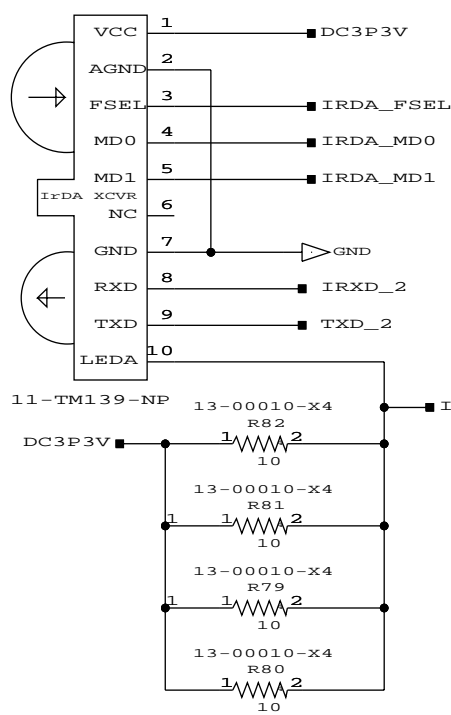 VCC 1 DC3P3V
AGND 2
FSEL 3 IRDA_FSEL
MD0 4 IRDA_MD0
MD1 5 IRDA_MD1
IrDA XCVR
NC 6
GND 7 GND
RXD 8 IRXD_2
TXD 9 TXD_2
LEDA 10
11-TM139-NP
13-00010-X4
I
R82
DC3P3V 1 2
10
13-00010-X4
R81
1 1 2
10
13-00010-X4
R79
1 1 2
10
13-00010-X4
R80
1 2
10